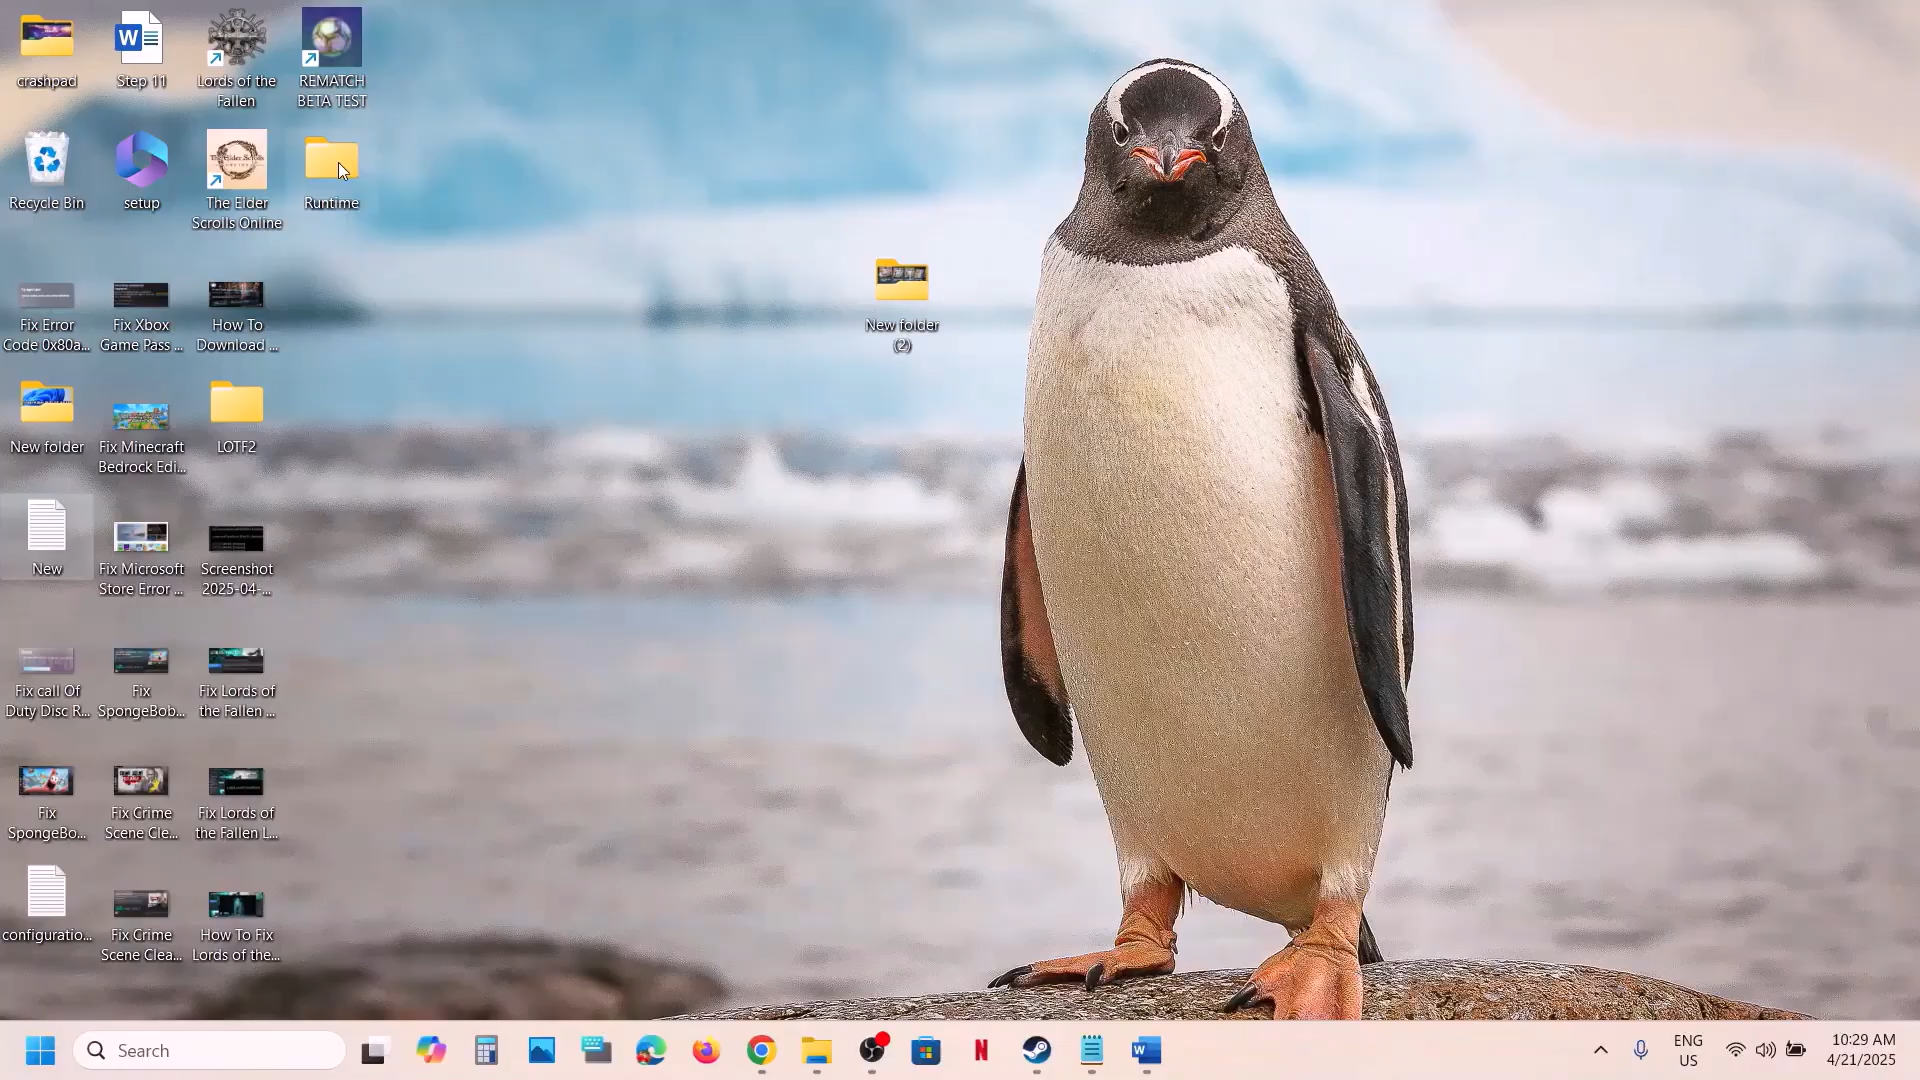 crashpad
Step 11
Lords of the
Fallen
REMATCH
BETA TEST
Recycle Bin
setup
The Elder
Scrolls Online
Runtime
Fix Error
Code 0x80a...
Fix Xbox
Game Pass ...
How To
Download ...
New folder
(2)
New folder
Fix Minecraft
Bedrock Edi...
LOTF2
New
Fix Microsoft
Store Error ...
Screenshot
2025-04-...
Fix call Of
Duty Disc R...
Fix
SpongeBob...
Fix Lords of
the Fallen ...
Fix
SpongeBo...
Fix Crime
Scene Cle...
Fix Lords of
the Fallen L...
configuratio...
Fix Crime
Scene Clea...
How To Fix
Lords of the...
Search
ENG
US
10:29 AM
4/21/2025